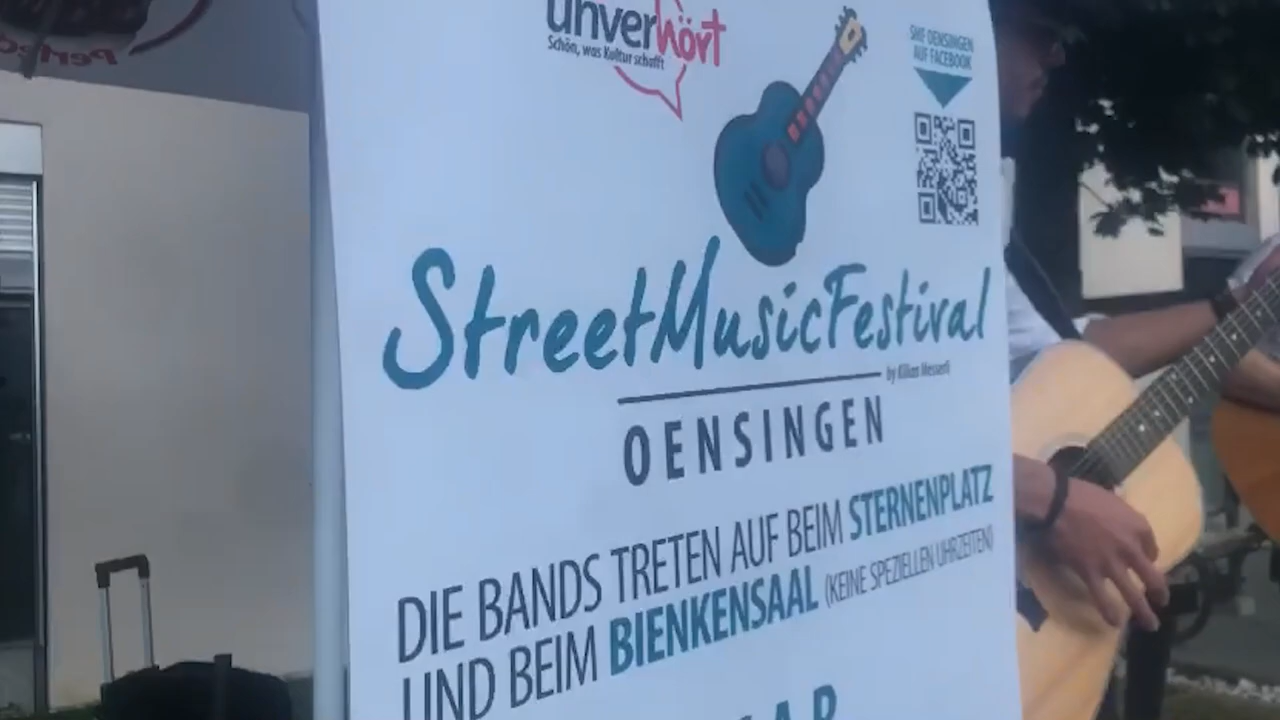 unverhört
Schön, was Kultur schafft
SMF OENSINGEN
AUF FACEBOOK
StreetMusicFestival
by Kilian Messerli
OENSINGEN
DIE BANDS TRETEN AUF BEIM STERNENPLATZ
UND BEIM BIENKENSAAL (KEINE SPEZIELLEN UHRZEITEN)